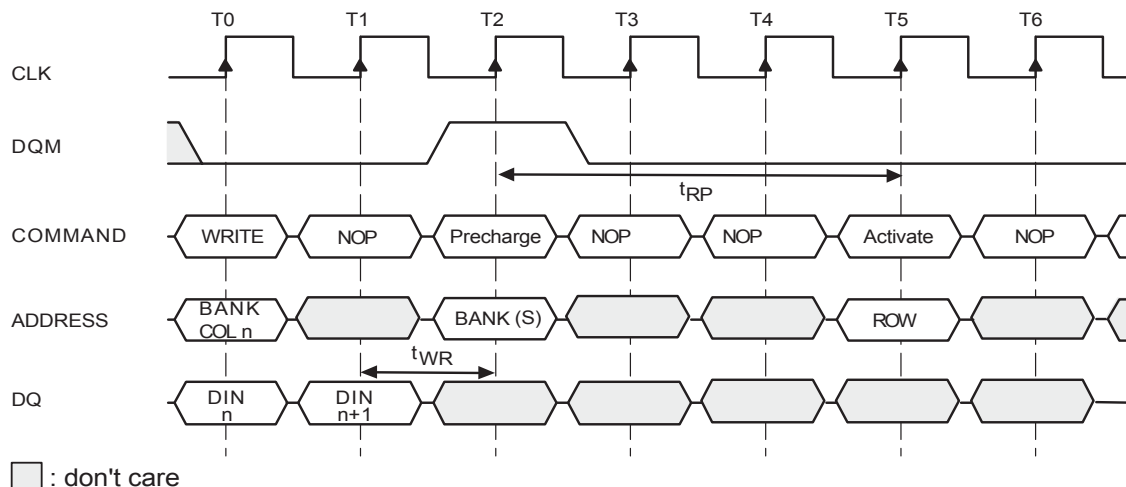 T0 T1 T2 T3 T4 T5 T6
CLK
DQM
tRP
COMMAND WRITE NOP Precharge NOP NOP Activate NOP
ADDRESS BANK COL n BANK (S) ROW
tWR
DQ DIN n DIN n+1
: don't care